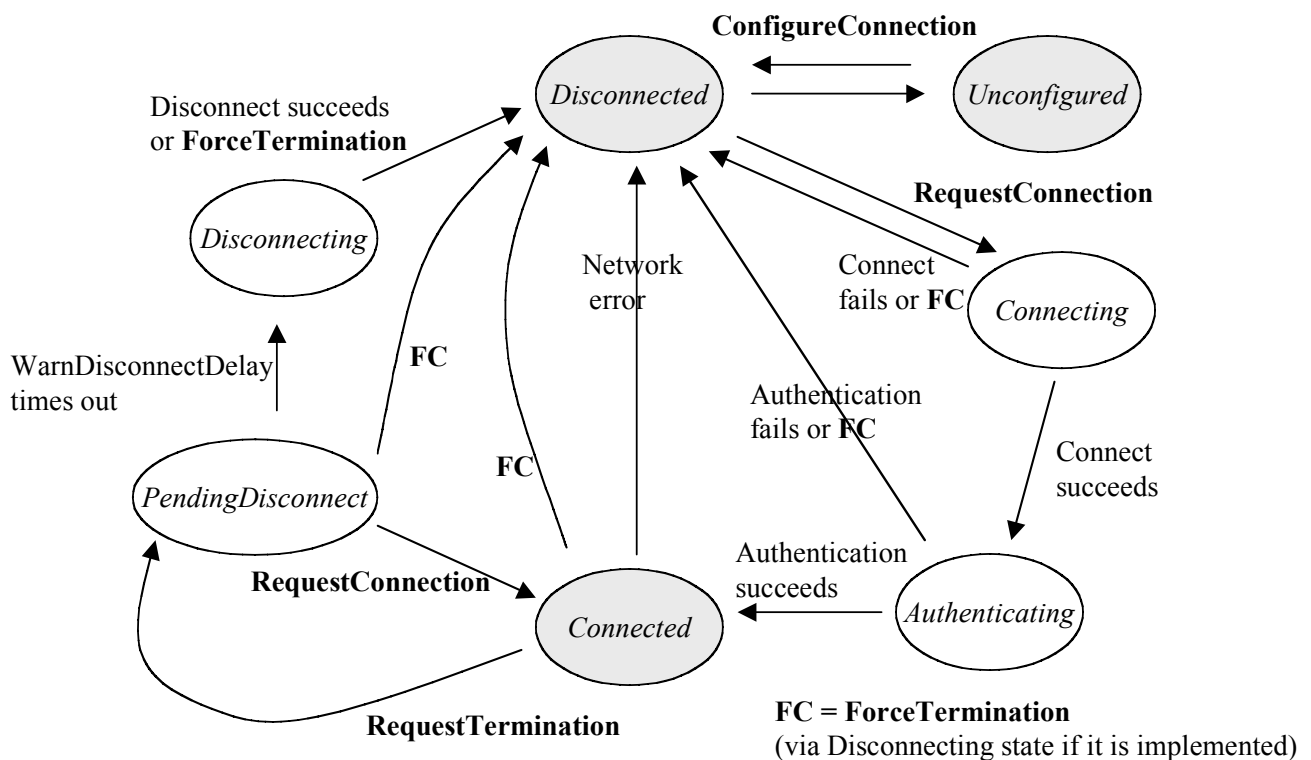 ConfigureConnection
Disconnected
Unconfigured
Disconnect succeeds
or ForceTermination
RequestConnection
Disconnecting
Network
error
Connect
fails or FC
Connecting
WarnDisconnectDelay
times out
FC
Authentication
fails or FC
Connect
succeeds
FC
PendingDisconnect
RequestConnection
Authentication
succeeds
Connected
Authenticating
RequestTermination
FC = ForceTermination
(via Disconnecting state if it is implemented)